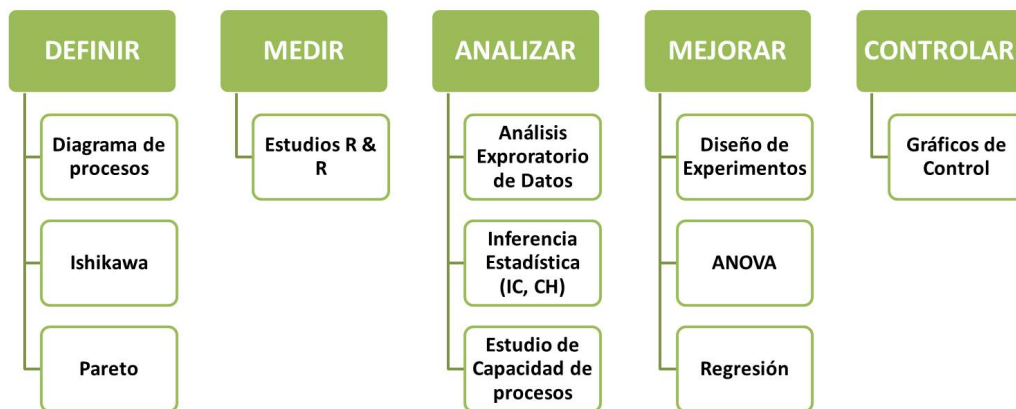 DEFINIR
Diagrama de
procesos
Ishikawa
Pareto
MEDIR
Estudios R &
R
ANALIZAR
Análisis
Exproratorio
de Datos
Inferencia
Estadística
(IC, CH)
Estudio de
Capacidad de
procesos
MEJORAR
Diseño de
Experimentos
ANOVA
Regresión
CONTROLAR
Gráficos de
Control